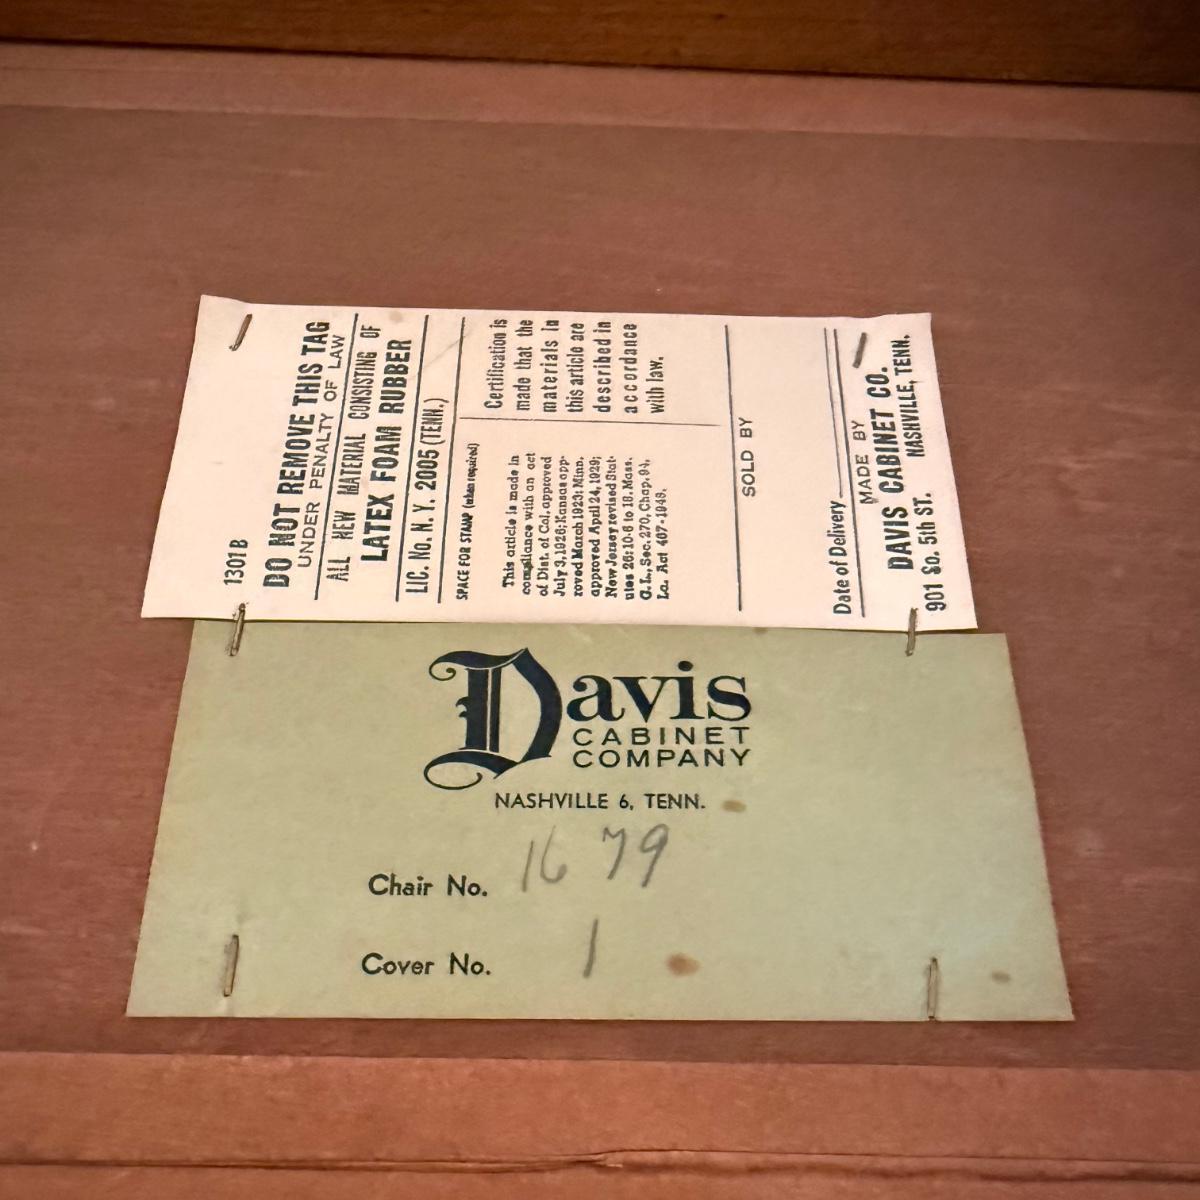 1301B
DO NOT REMOVE THIS TAG
UNDER PENALTY OF LAW
ALL NEW MATERIAL CONSISTING OF
LATEX FOAM RUBBER
LIC. No. N. Y. 2005 (TENN.)
SPACE FOR STAMP (when required)
This article is made in
compliance with an act
of Dist. of Col. approved
July 3, 1926; Kansas app-
roved March 1923; Minn.
approved April 24, 1929;
New Jersey revised Stat-
utes 26:10-6 to 18. Mass.
G. L., Sec. 270, Chap. 94,
La. Act 467-1948.
Certification is
made that the
materials in
this article are
described in
accordance
with law.
SOLD BY
Date of Delivery
MADE BY
DAVIS CABINET CO.
901 So. 5th ST. NASHVILLE, TENN.
Davis
CABINET
COMPANY
NASHVILLE 6, TENN.
Chair No. 1679
Cover No. 1